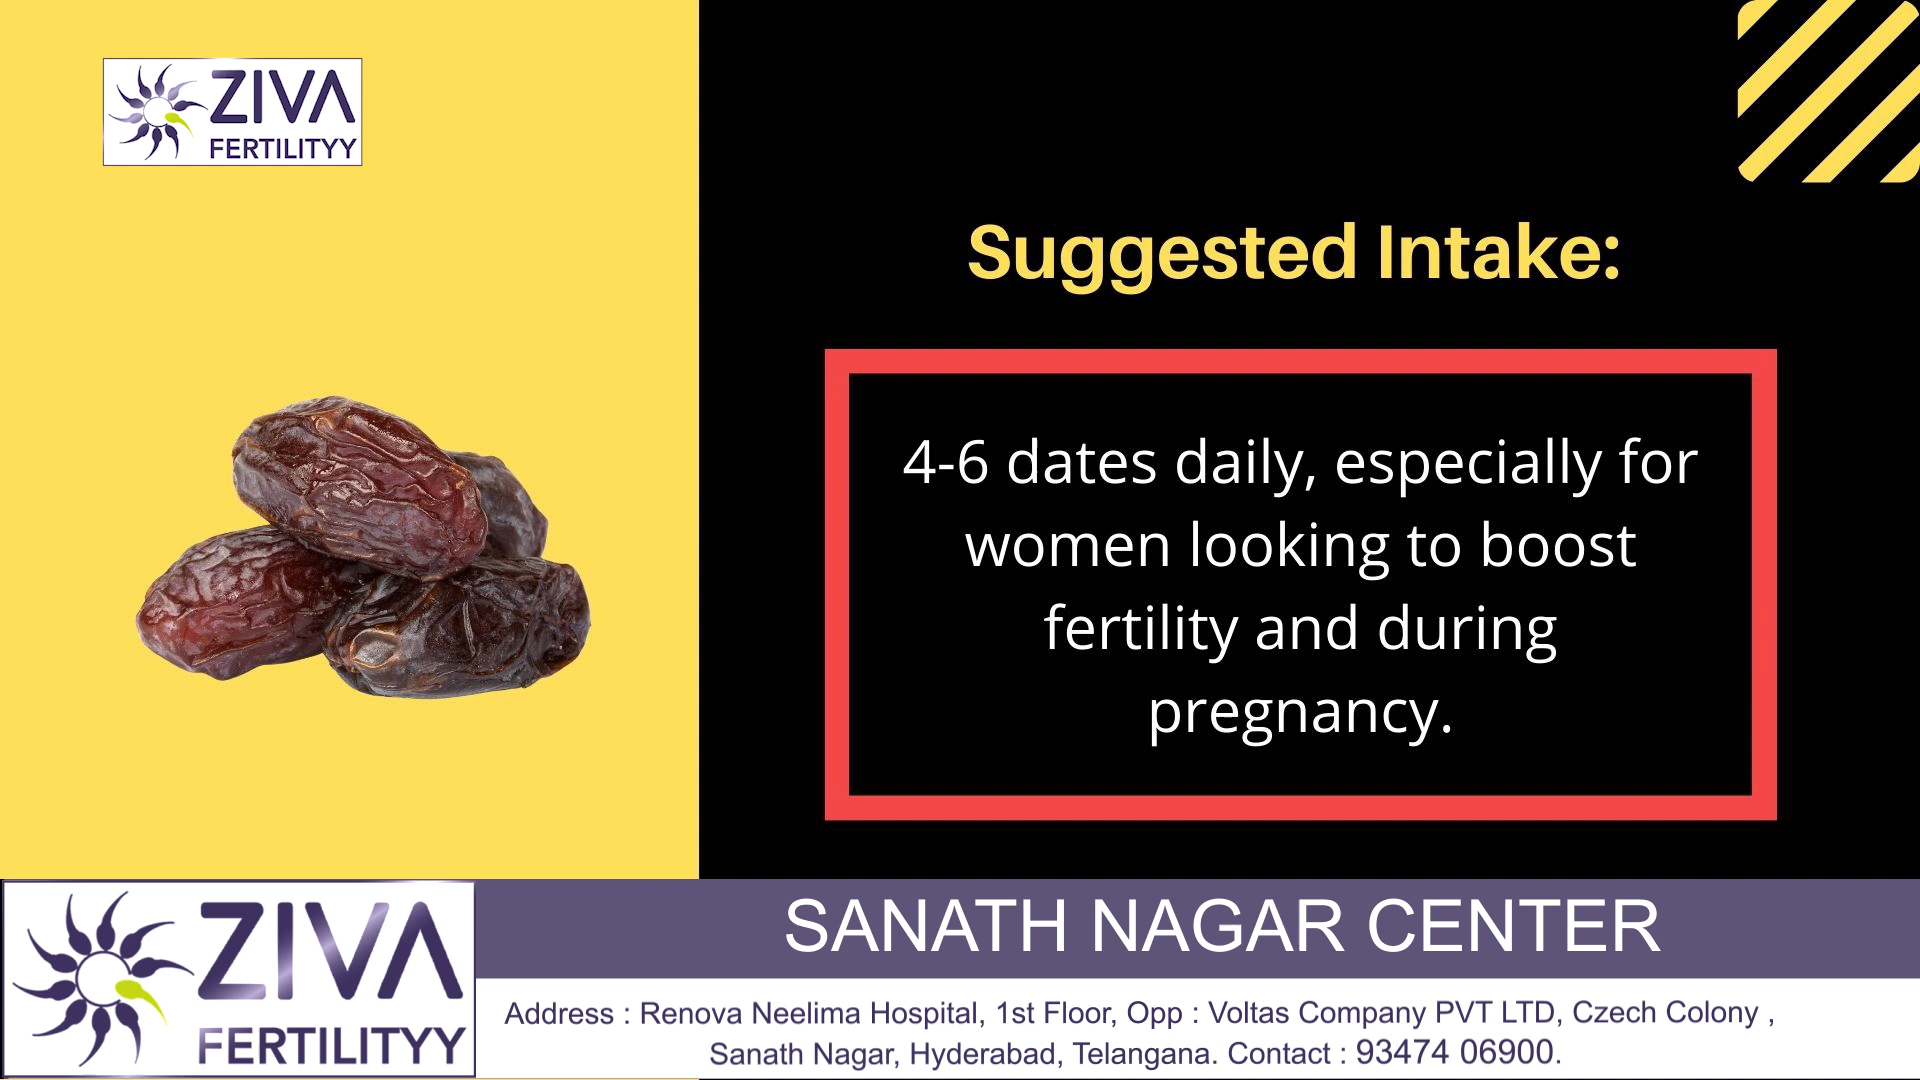 ZIVA
FERTILITYY
Suggested Intake:
4-6 dates daily, especially for
women looking to boost
fertility and during
pregnancy.
ZIVA
FERTILITYY
SANATH NAGAR CENTER
Address : Renova Neelima Hospital, 1st Floor, Opp : Voltas Company PVT LTD, Czech Colony ,
Sanath Nagar, Hyderabad, Telangana. Contact : 93474 06900.